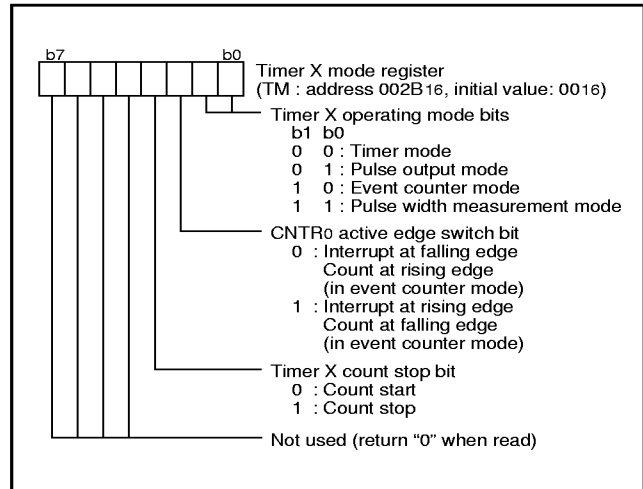 b7 b0
Timer X mode register
(TM : address 002B16, initial value: 0016)
Timer X operating mode bits
b1 b0
0 0 : Timer mode
0 1 : Pulse output mode
1 0 : Event counter mode
1 1 : Pulse width measurement mode
CNTR0 active edge switch bit
0 : Interrupt at falling edge
Count at rising edge
(in event counter mode)
1 : Interrupt at rising edge
Count at falling edge
(in event counter mode)
Timer X count stop bit
0 : Count start
1 : Count stop
Not used (return “0” when read)